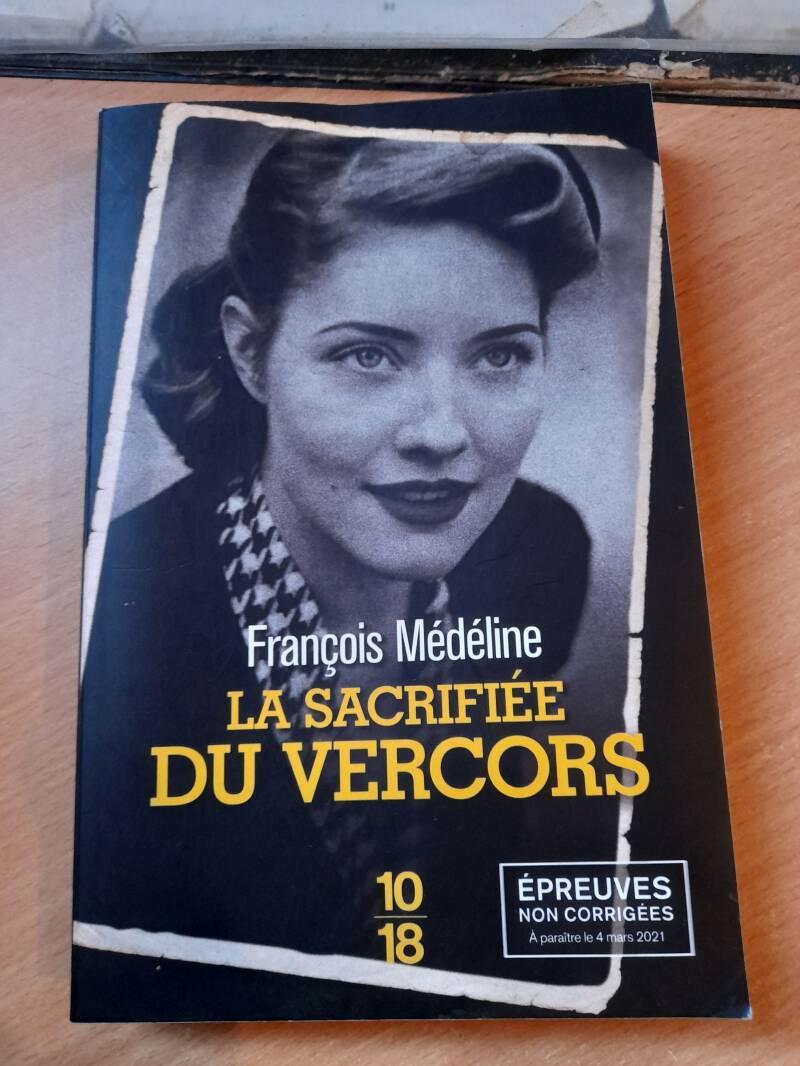 François Médéline
LA SACRIFIÉE
DU VERCORS
10
18
ÉPREUVES
NON CORRIGÉES
À paraître le 4 mars 2021